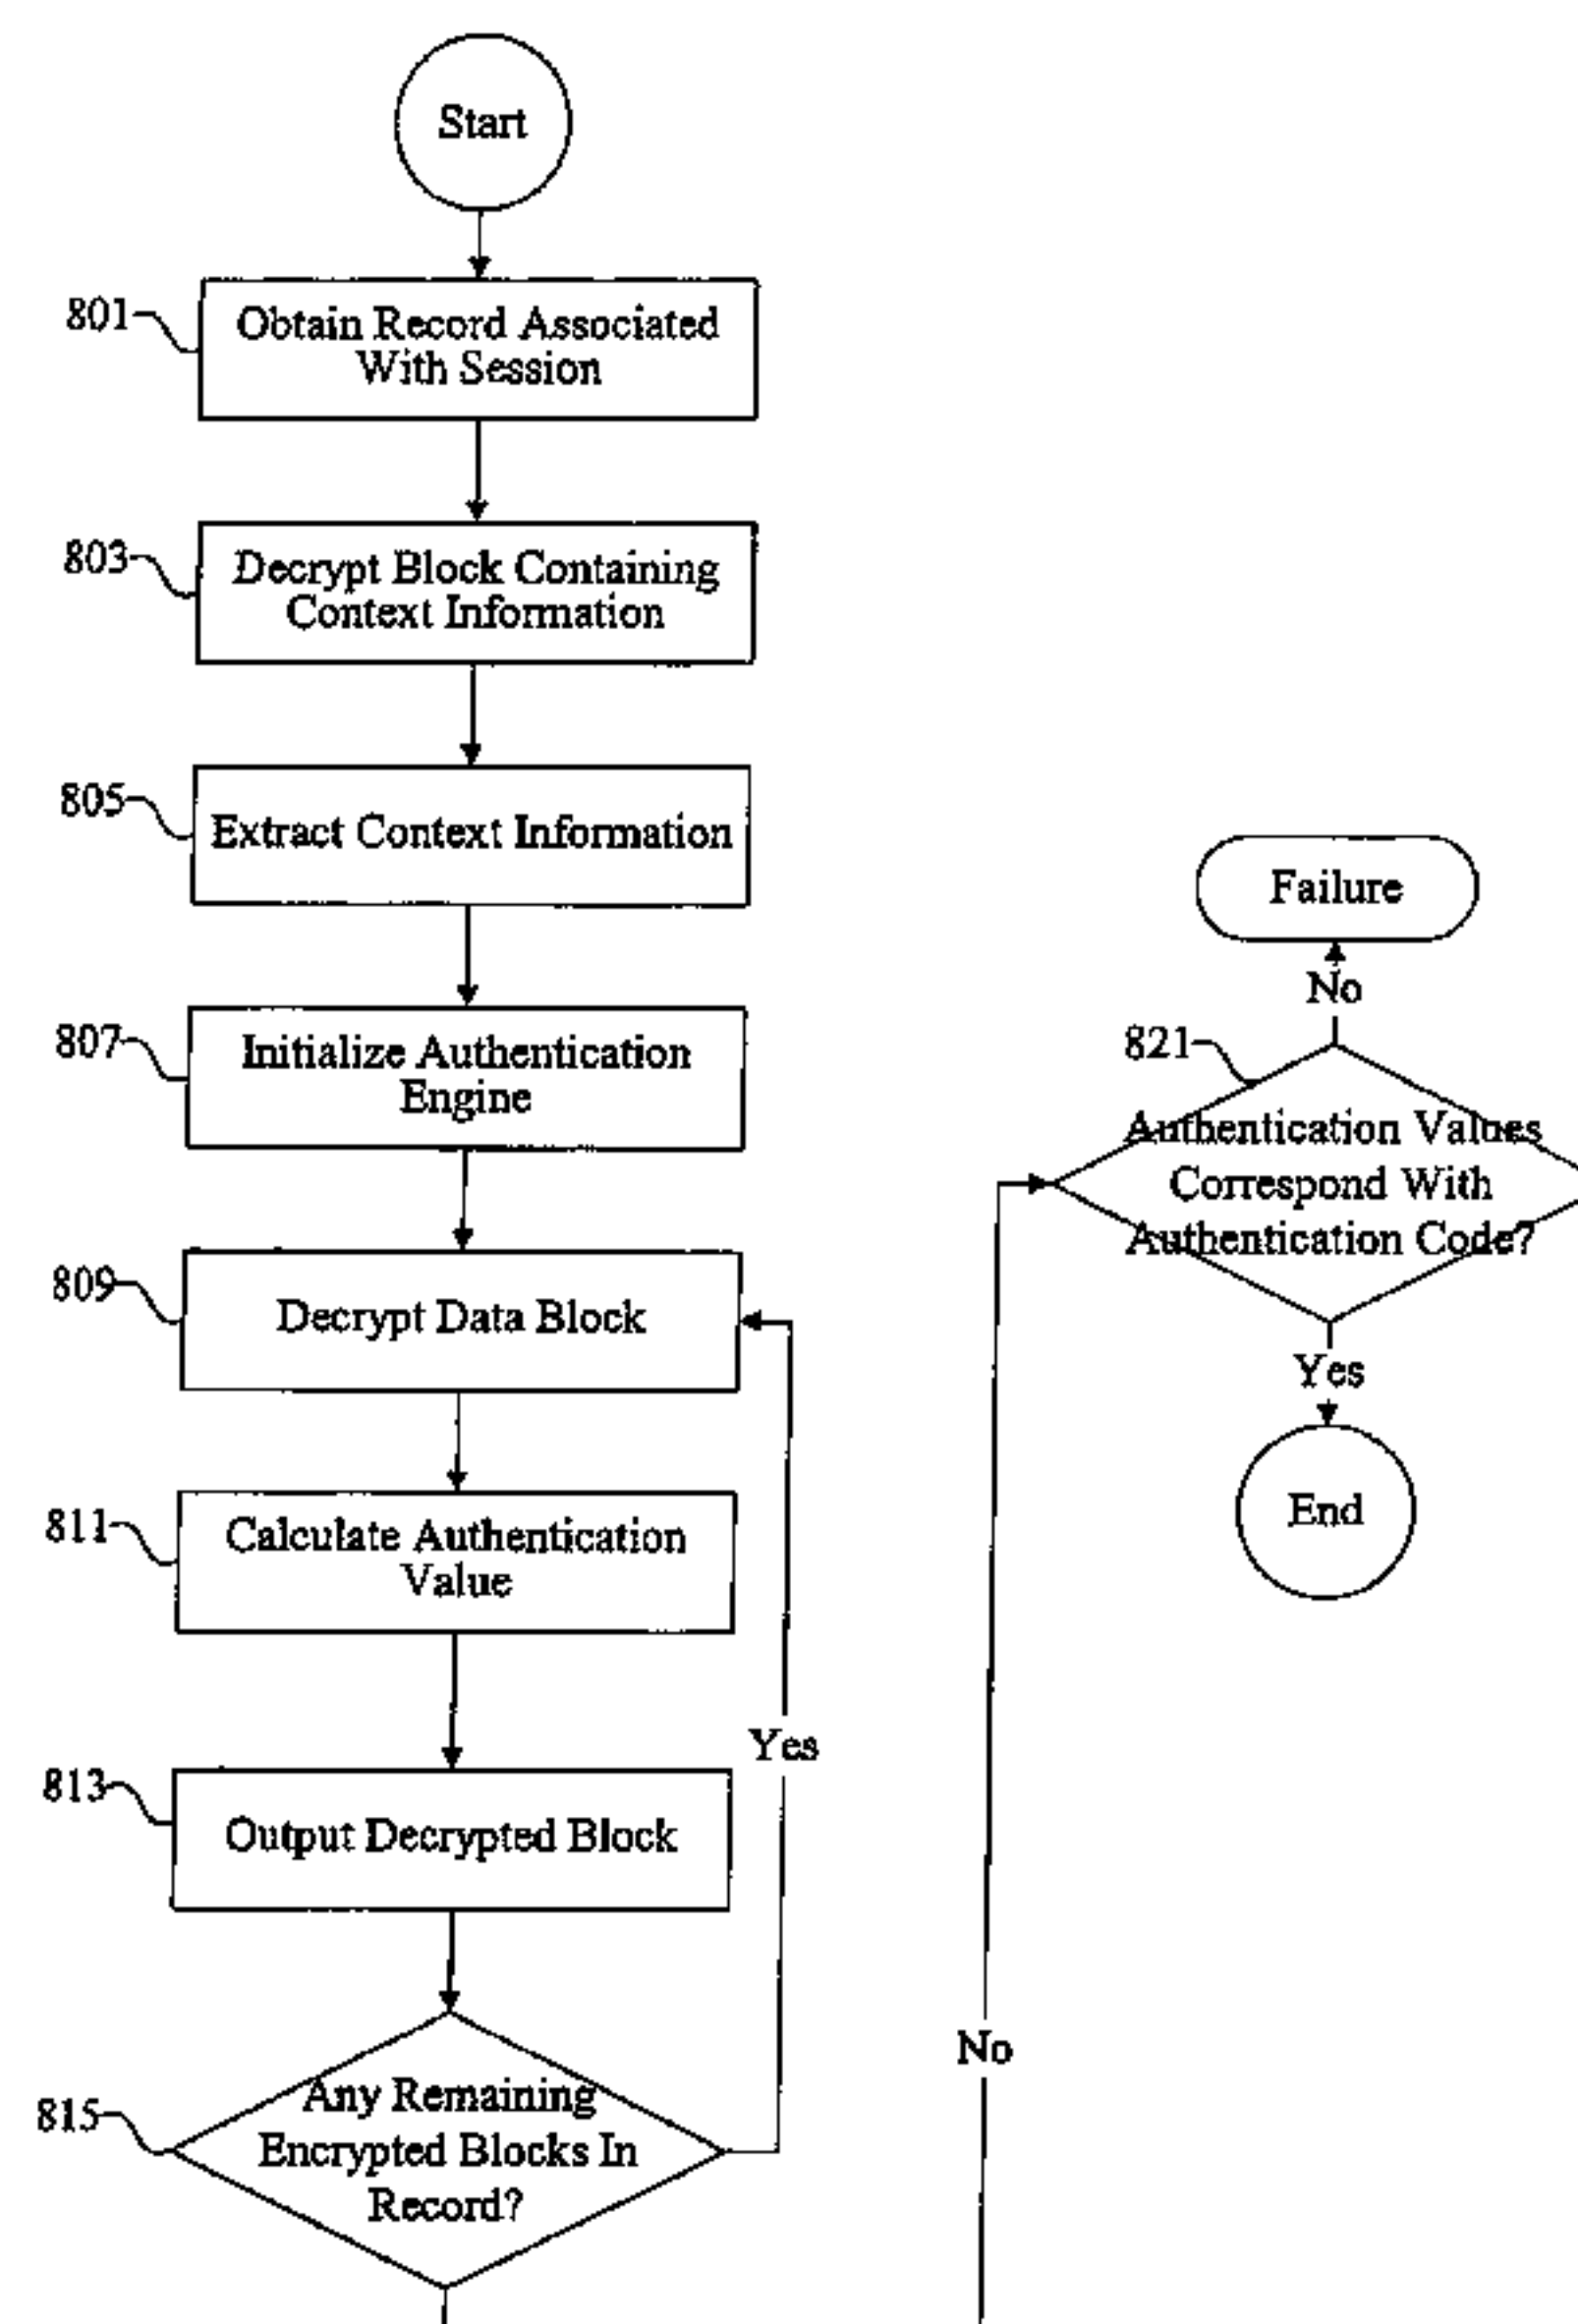 Start
801
Obtain Record Associated
With Session
803
Decrypt Block Containing
Context Information
805
Extract Context Information
807
Initialize Authentication
Engine
809
Decrypt Data Block
811
Calculate Authentication
Value
813
Output Decrypted Block
Yes
815
Any Remaining
Encrypted Blocks In
Record?
No
Failure
No
821
Authentication Values
Correspond With
Authentication Code?
Yes
End